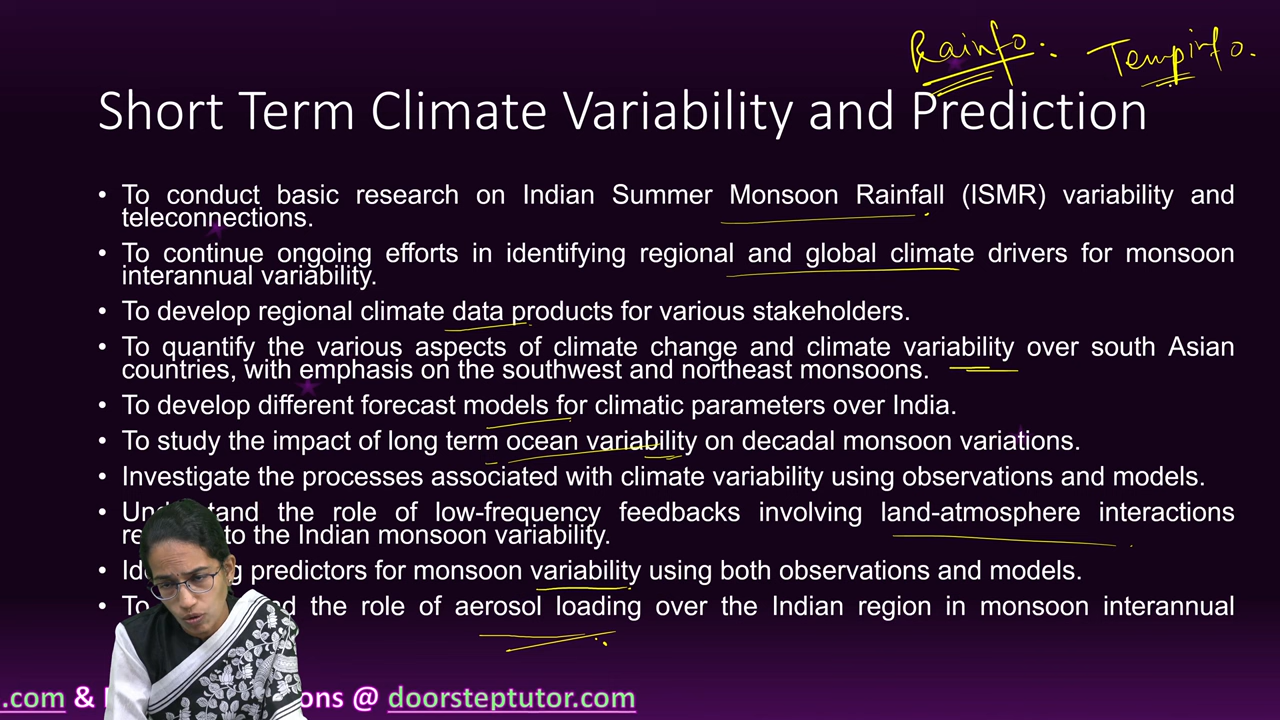 Rainfo. Tempinfo.
Short Term Climate Variability and Prediction
• To conduct basic research on Indian Summer Monsoon Rainfall (ISMR) variability and
teleconnections.
• To continue ongoing efforts in identifying regional and global climate drivers for monsoon
interannual variability.
• To develop regional climate data products for various stakeholders.
• To quantify the various aspects of climate change and climate variability over south Asian
countries, with emphasis on the southwest and northeast monsoons.
• To develop different forecast models for climatic parameters over India.
• To study the impact of long term ocean variability on decadal monsoon variations.
• Investigate the processes associated with climate variability using observations and models.
the role of low-frequency feedbacks involving land-atmosphere interactions
to the Indian monsoon variability.
• predictors for monsoon variability using both observations and models.
• To the role of aerosol loading over the Indian region in monsoon interannual
.com & @ doorsteptutor.com